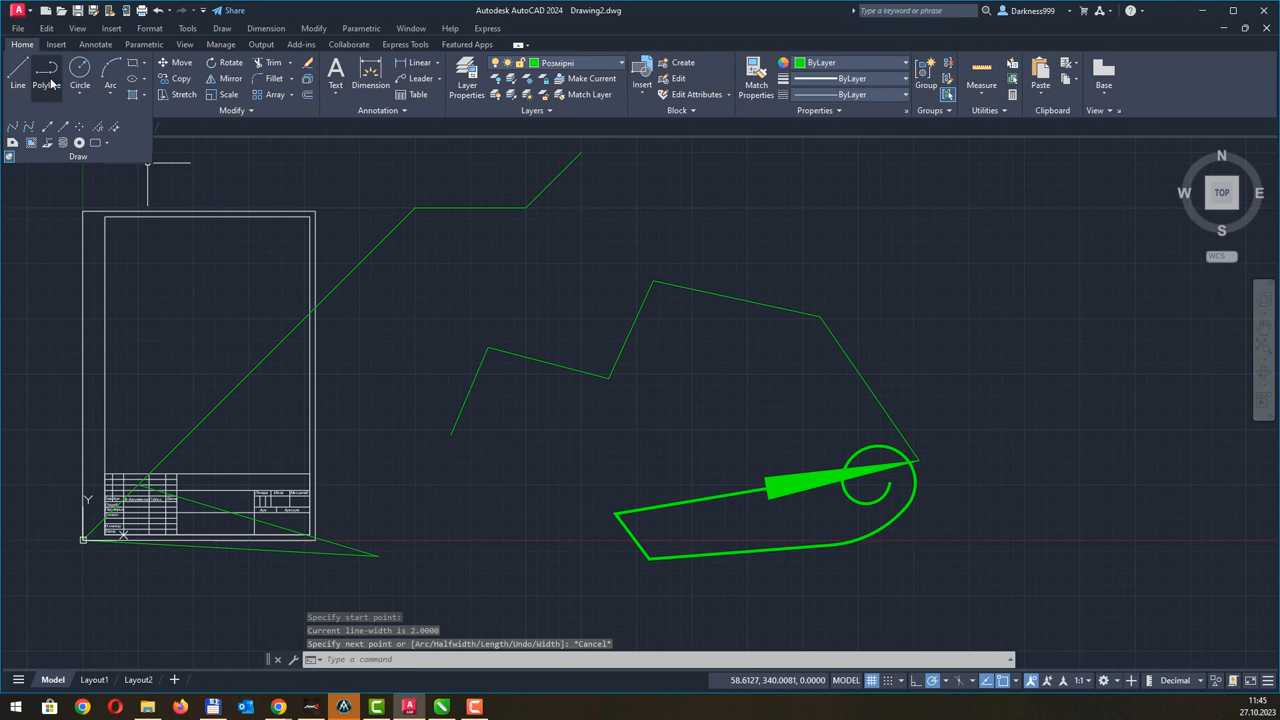 Share
Autodesk AutoCAD 2024 Drawing2.dwg
Type a keyword or phrase
Darkness999
File Edit View Insert Format Tools Draw Dimension Modify Parametric Window Help Express
Home Insert Annotate Parametric View Manage Output Add-ins Collaborate Express Tools Featured Apps
Line
Circle
Arc
Move Rotate Trim
Copy Mirror Fillet
Stretch Scale Array
Modify
Text
Dimension
Linear
Leader
Table
Annotation
Layer
Properties
Розмірні
Make Current
Match Layer
Layers
Insert
Create
Edit
Edit Attributes
Block
Match
Properties
ByLayer
ByLayer
ByLayer
Properties
Group
Groups
Measure
Utilities
Paste
Clipboard
Base
View
Draw
N
W TOP E
S
WCS
Y
X
Specify start point:
Current line-width is 2.0000
Specify next point or [Arc/Halfwidth/Length/Undo/Width]: *Cancel*
Type a command
Model Layout1 Layout2
58.6127, 340.0081, 0.0000 MODEL 1:1 Decimal
11:45
27.10.2023